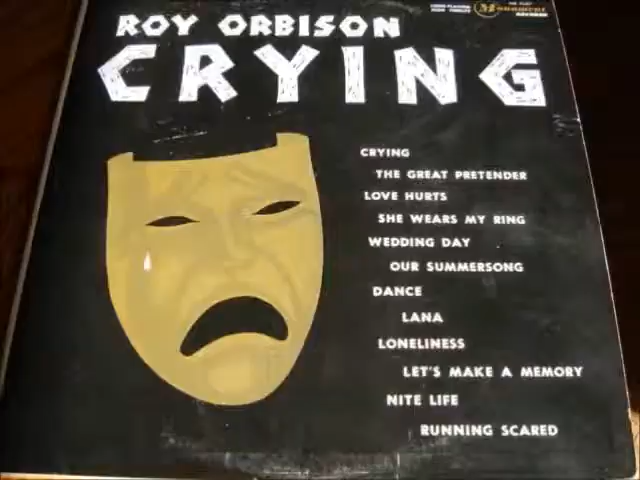 ROY ORBISON
CRYING
CRYING
THE GREAT PRETENDER
LOVE HURTS
SHE WEARS MY RING
WEDDING DAY
OUR SUMMERSONG
DANCE
LANA
LONELINESS
LET'S MAKE A MEMORY
NITE LIFE
RUNNING SCARED